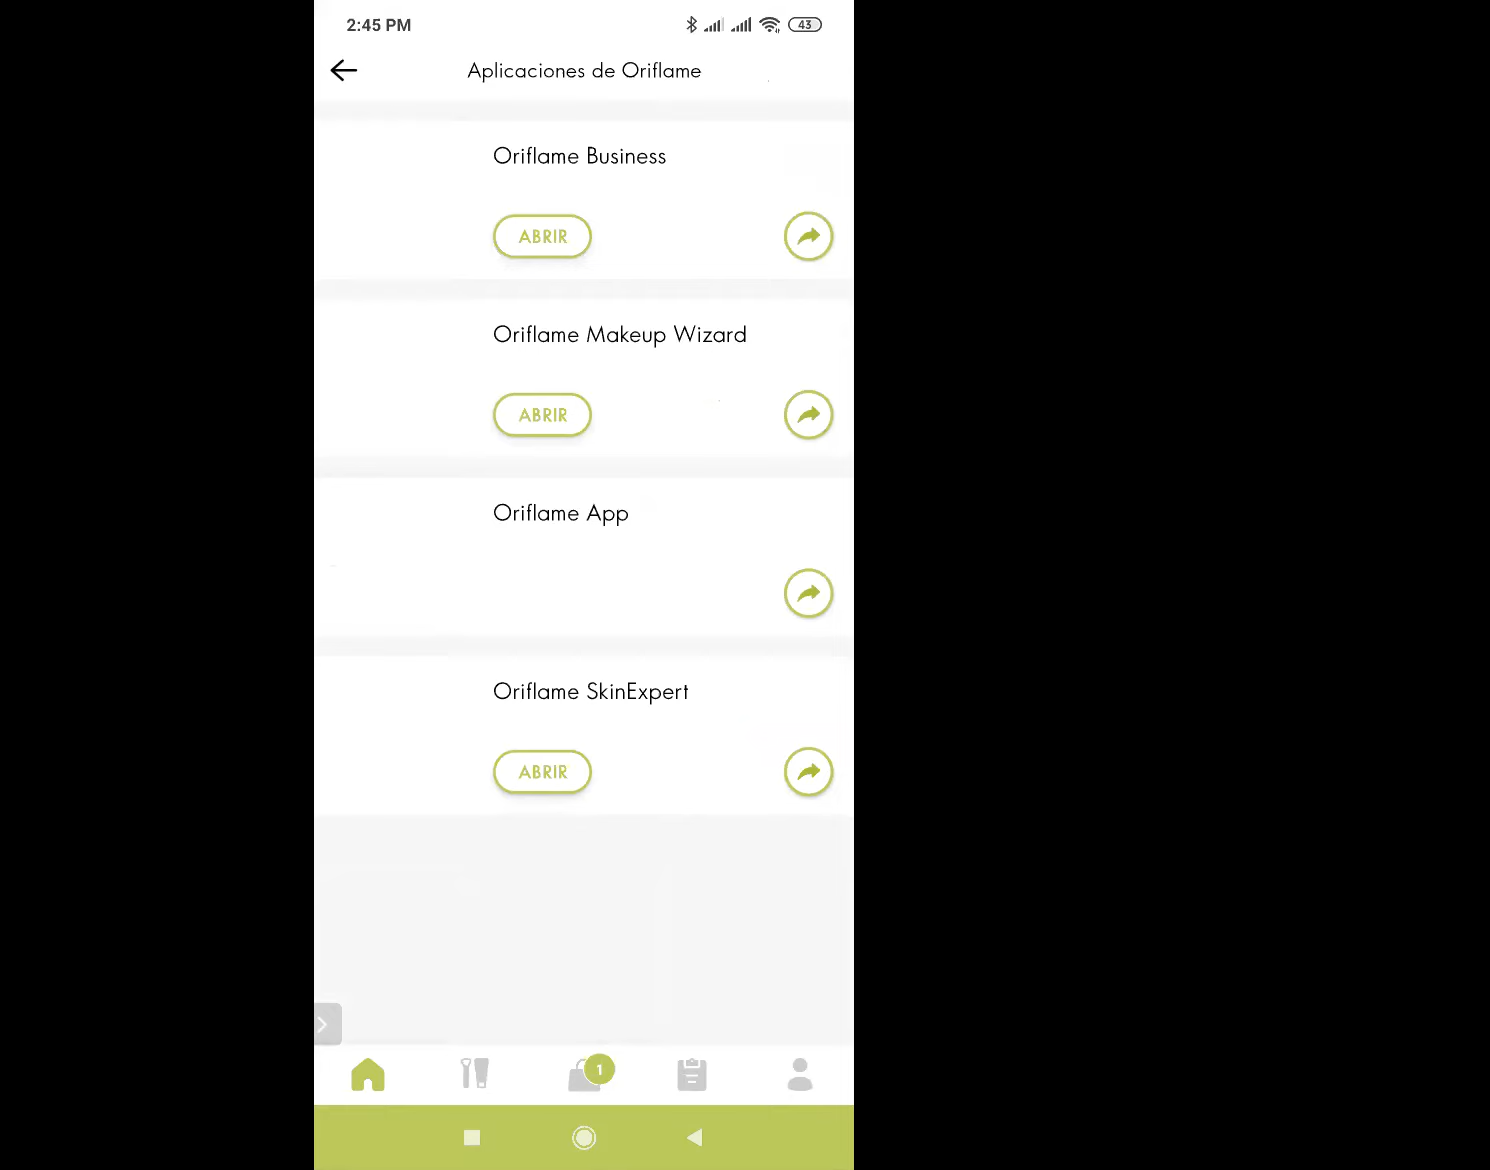 2:45 PM
43
Aplicaciones de Oriflame
Oriflame Business
ABRIR
Oriflame Makeup Wizard
ABRIR
Oriflame App
Oriflame SkinExpert
ABRIR
1